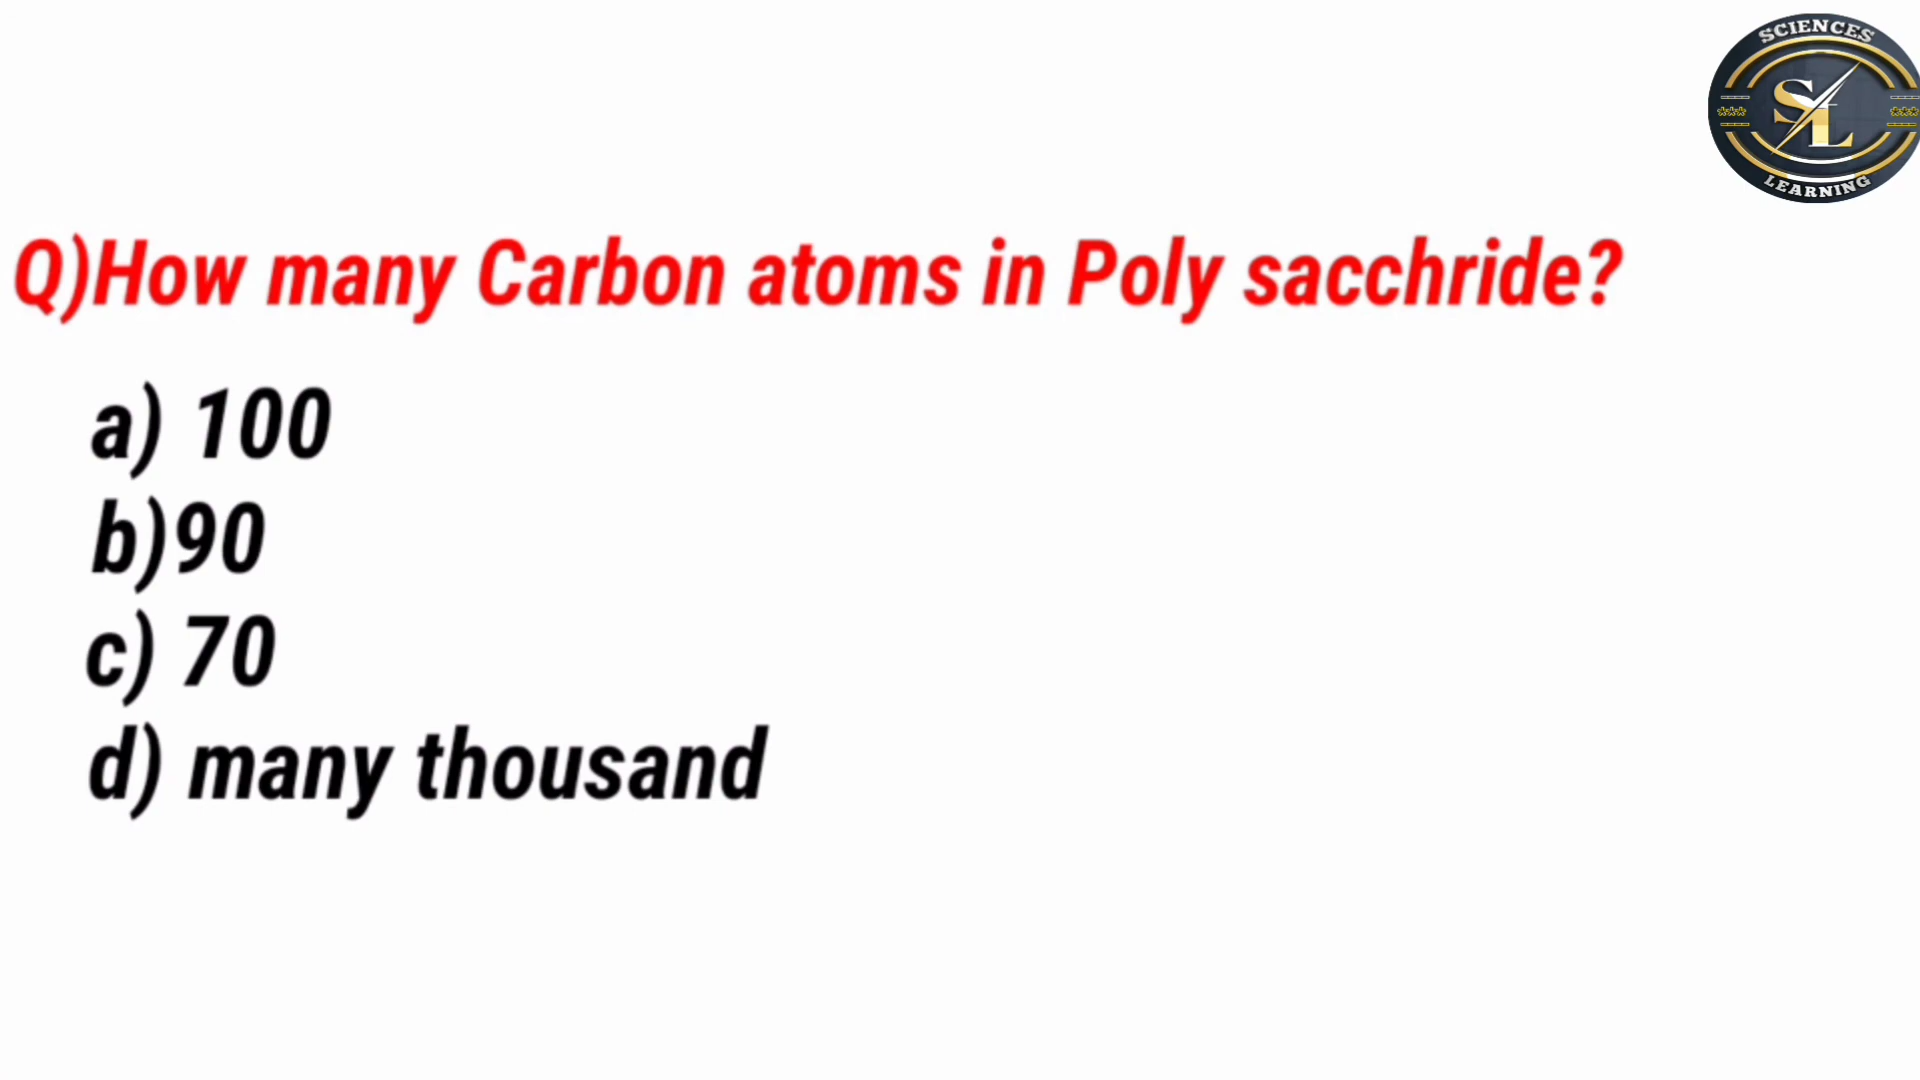 SCIENCES
SL
***
***
LEARNING
Q)How many Carbon atoms in Poly sacchride?
a) 100
b)90
c) 70
d) many thousand